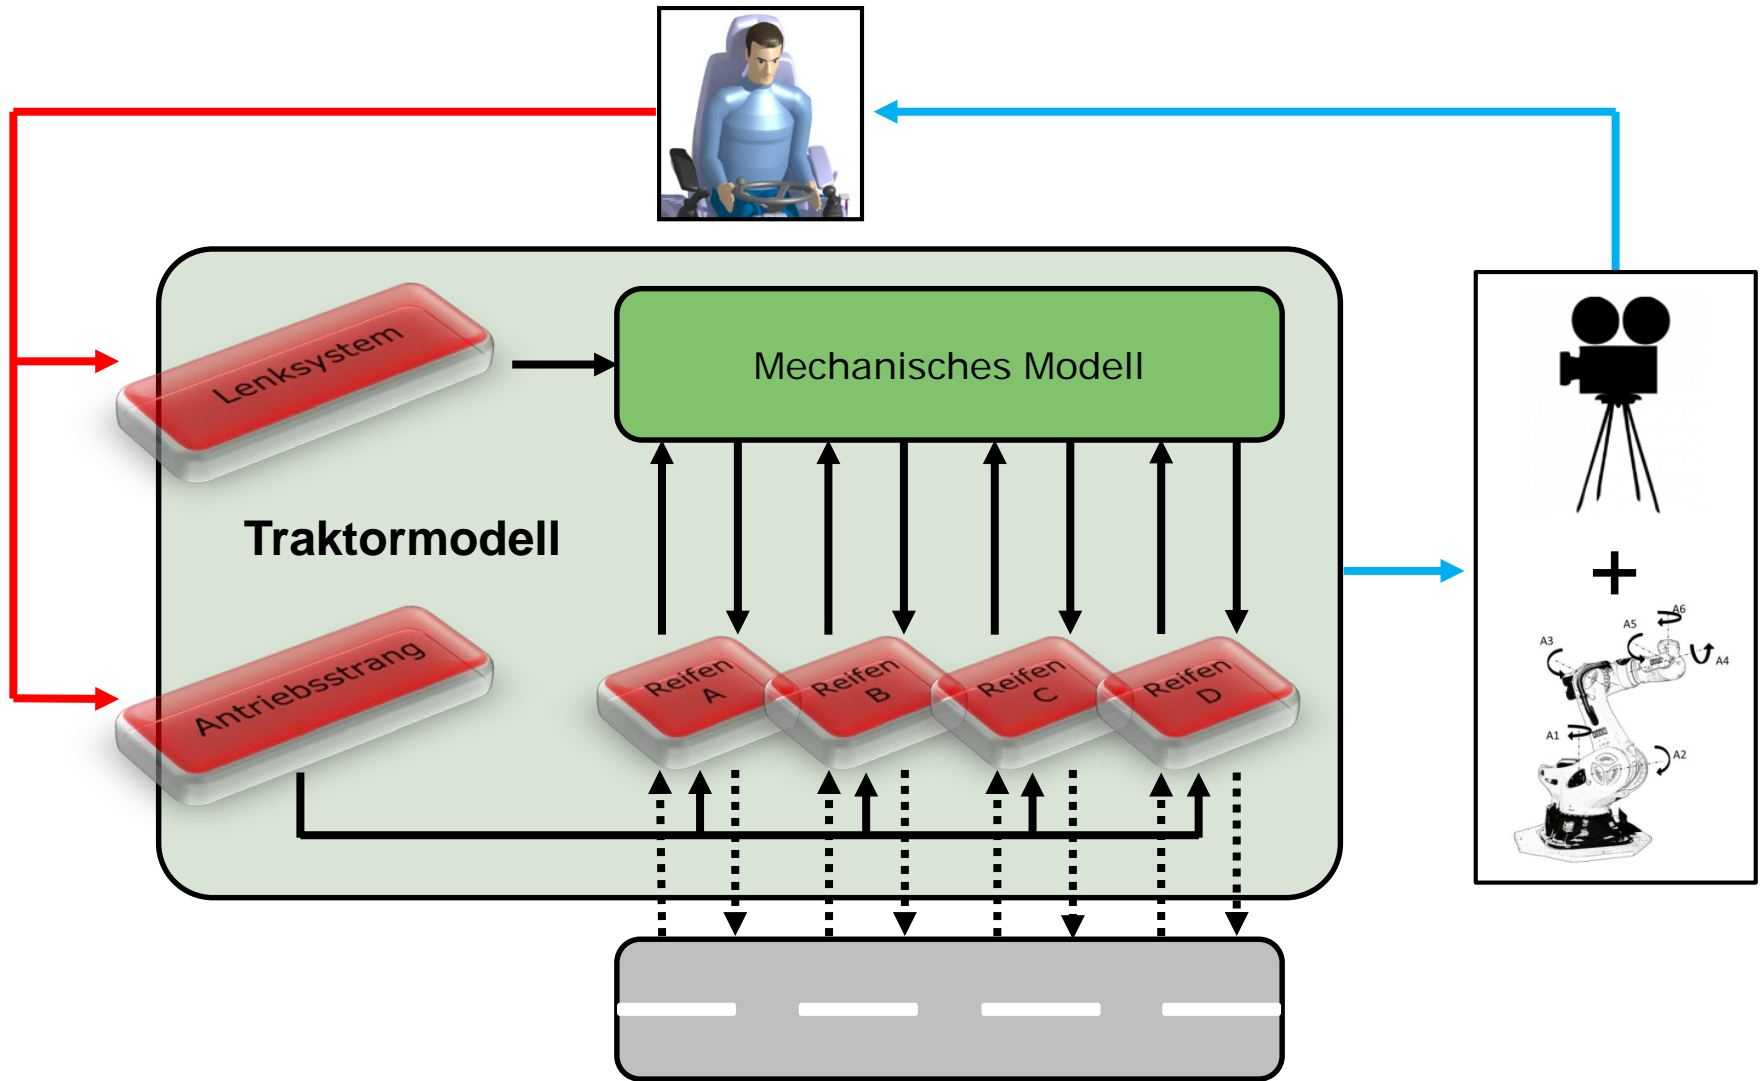 Lenksystem
Mechanisches Modell
Traktormodell
Antriebsstrang
Reifen
A
Reifen
B
Reifen
C
Reifen
D
+
A6
A5
A3
A4
A1
A2